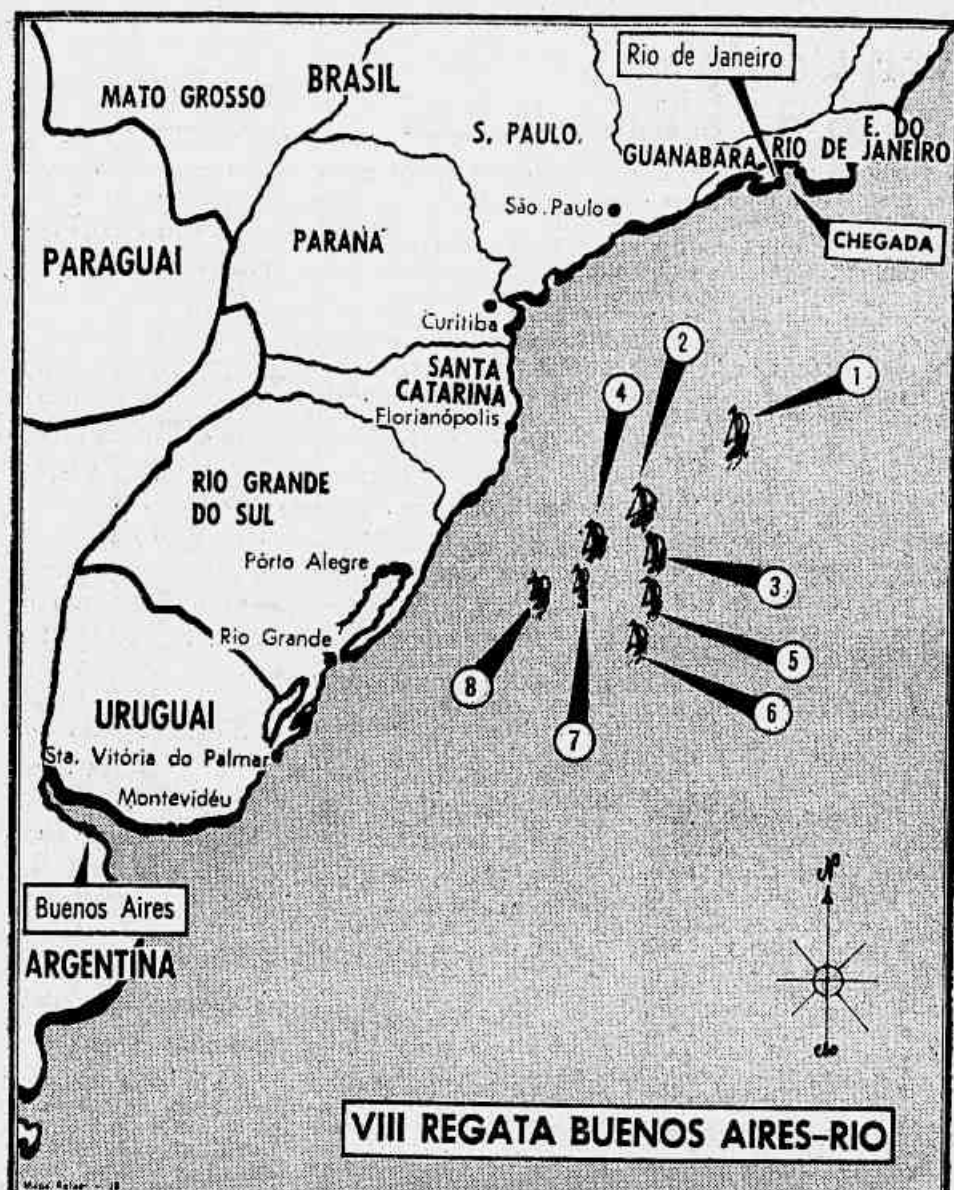 Rio de Janeiro
BRASIL
MATO GROSSO
S. PAULO.
E. DO
GUANABARA
RIO DE JANEIRO
São Paulo
CHEGADA
PARANÁ
PARAGUAI
Curitiba
2
1
SANTA
CATARINA
4
Florianópolis
RIO GRANDE
DO SUL
Pôrto Alegre
3
Rio Grande
5
8
6
URUGUAI
7
Sta. Vitória do Palmar
Montevidéu
N
Buenos Aires
ARGENTINA
VIII REGATA BUENOS AIRES–RIO